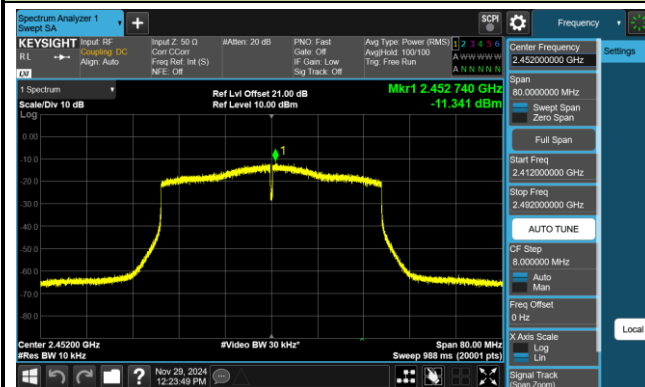 Spectrum Analyzer 1
Swept SA
SCPI
Frequency
KEYSIGHT
RL
Input: RF
Coupling: DC
Align: Auto
Input Z: 50 Ω
Corr CCorr
Freq Ref: Int (S)
NFE: Off
#Atten: 20 dB
PNO: Fast
Gate: Off
IF Gain: Low
Sig Track: Off
Avg Type: Power (RMS)
Avg|Hold: 100/100
Trig: Free Run
1 2 3 4 5 6
A W W W W W
A N N N N N
1 Spectrum
Scale/Div 10 dB
Log
Ref Lvl Offset 21.00 dB
Ref Level 10.00 dBm
Mkr1 2.452 740 GHz
-11.341 dBm
1
0.00
-10.0
-20.0
-30.0
-40.0
-50.0
-60.0
-70.0
-80.0
Center 2.45200 GHz
#Res BW 10 kHz
#Video BW 30 kHz*
Span 80.00 MHz
Sweep 988 ms (20001 pts)
Nov 29, 2024
12:23:49 PM
Center Frequency
2.452000000 GHz
Span
80.0000000 MHz
Swept Span
Zero Span
Full Span
Start Freq
2.412000000 GHz
Stop Freq
2.492000000 GHz
AUTO TUNE
CF Step
8.000000 MHz
Auto
Man
Freq Offset
0 Hz
X Axis Scale
Log
Lin
Signal Track
(Span Zoom)
Settings
Local